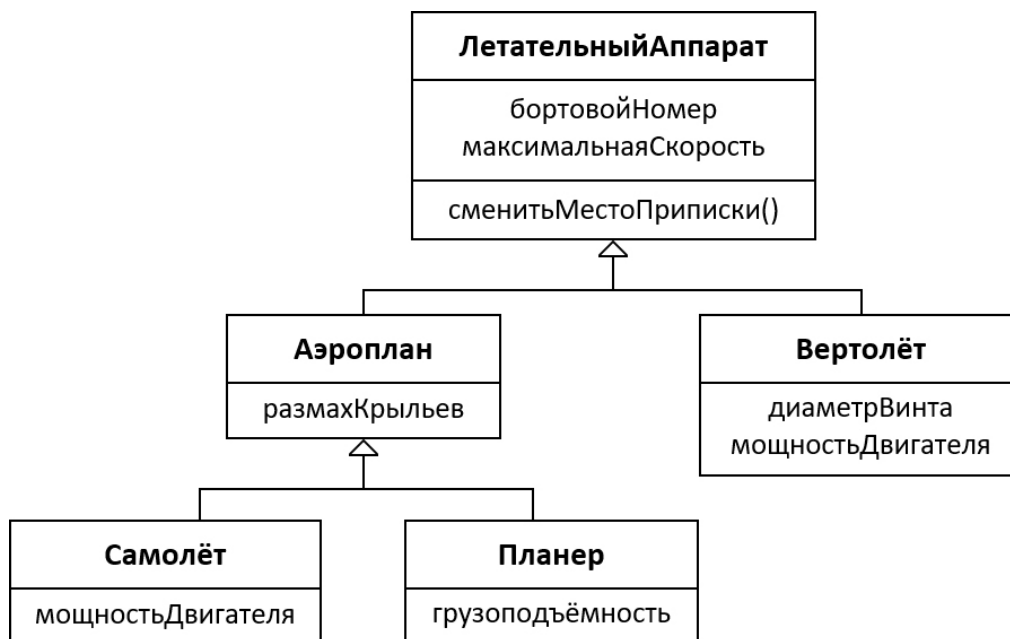 ЛетательныйАппарат
бортовойНомер
максимальнаяСкорость
сменитьМестоПриписки()
Аэроплан
размахКрыльев
Вертолёт
диаметрВинта
мощностьДвигателя
Самолёт
мощностьДвигателя
Планер
грузоподъёмность